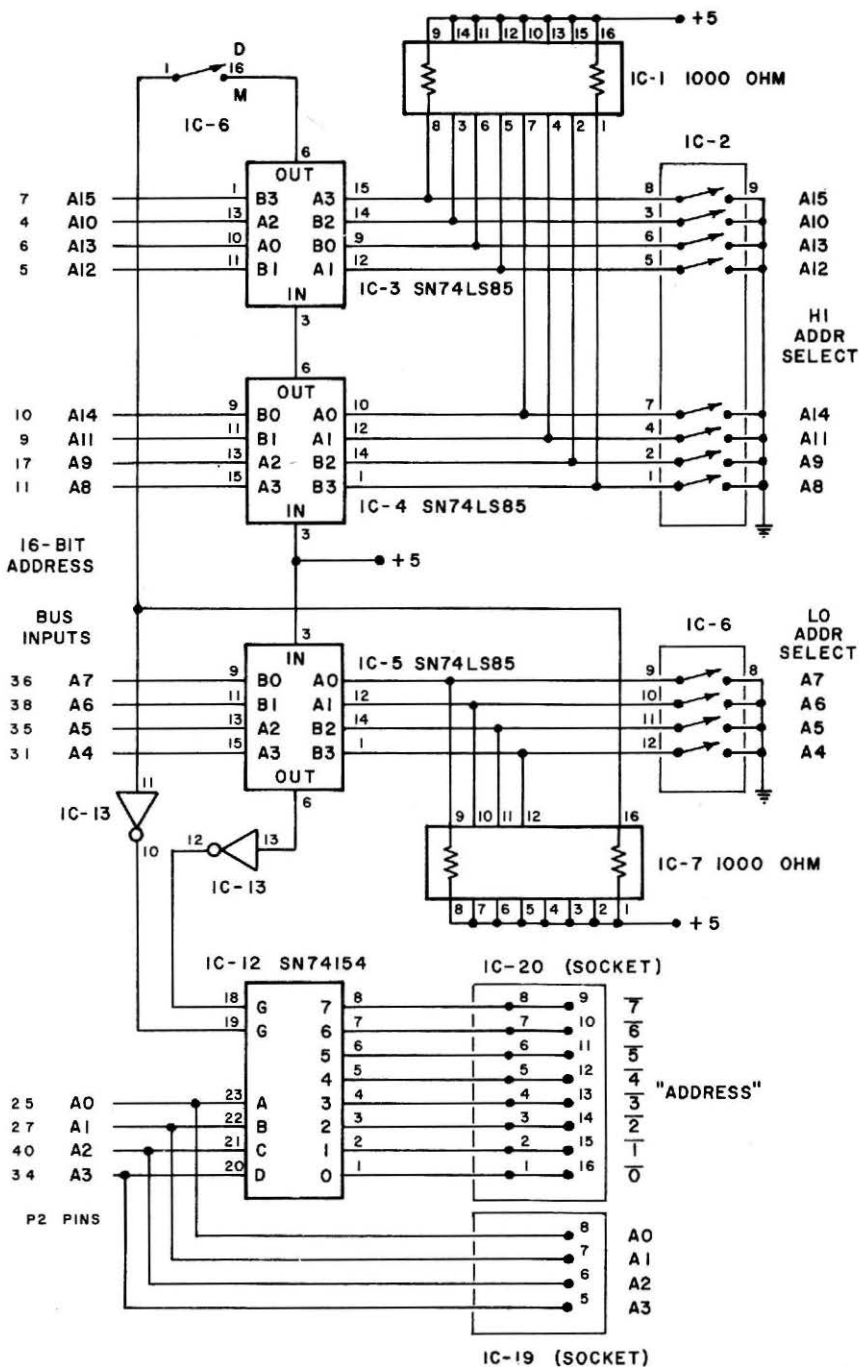 +5
9 14 11 12 10 13 15 16
IC-1 1000 OHM
8 3 6 5 7 4 2 1
1 D 16
M
IC-6
6
OUT
IC-2
7 A15 1 B3 A3 15 8 9 A15
4 A10 13 A2 B2 14 3 A10
6 A13 10 A0 B0 9 6 A13
5 A12 11 B1 A1 12 5 A12
IN
IC-3 SN74LS85
3
HI
ADDR
SELECT
6
OUT
10 A14 9 B0 A0 10 7 A14
9 A11 11 B1 A1 12 4 A11
17 A9 13 A2 B2 14 2 A9
11 A8 15 A3 B3 1 1 A8
IN
IC-4 SN74LS85
3
16-BIT
ADDRESS
+5
BUS
INPUTS
IC-6
LO
ADDR
SELECT
3
IN
IC-5 SN74LS85
36 A7 9 B0 A0 10 9 8 A7
38 A6 11 B1 A1 12 10 A6
35 A5 13 A2 B2 14 11 A5
31 A4 15 A3 B3 1 12 A4
OUT
6
11
IC-13
10
12 13
IC-13
9 10 11 12 16
IC-7 1000 OHM
8 7 6 5 4 3 2 1
+5
IC-12 SN74154
IC-20 (SOCKET)
18 G 7 8 8 9 7̅
19 G 6 7 7 10 6̅
5 6 6 11 5̅
4 5 5 12 4̅
25 A0 23 A 3 4 4 13 3̅
27 A1 22 B 2 3 3 14 2̅
40 A2 21 C 1 2 2 15 1̅
34 A3 20 D 0 1 1 16 0̅
"ADDRESS"
P2 PINS
8 A0
7 A1
6 A2
5 A3
IC-19 (SOCKET)